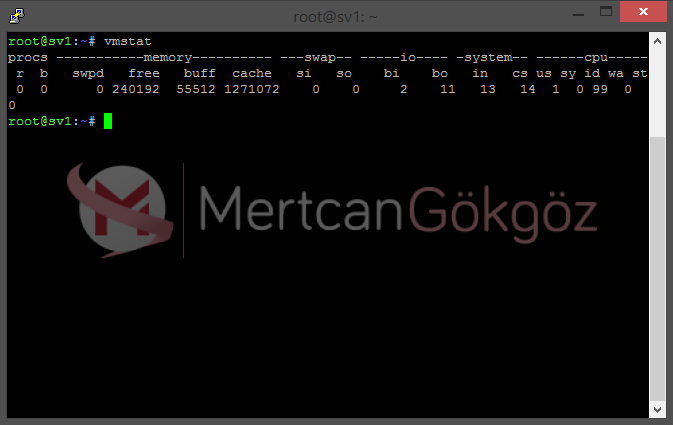 root@sv1: ~
root@sv1:~# vmstat
procs -----------memory---------- ---swap-- -----io---- -system-- ------cpu-----
 r  b   swpd   free   buff  cache   si   so    bi    bo   in   cs us sy id wa st
 0  0      0 240192  55512 1271072    0    0     2    11   13   14  1  0 99  0
0
root@sv1:~#
M MertcanGökgöz